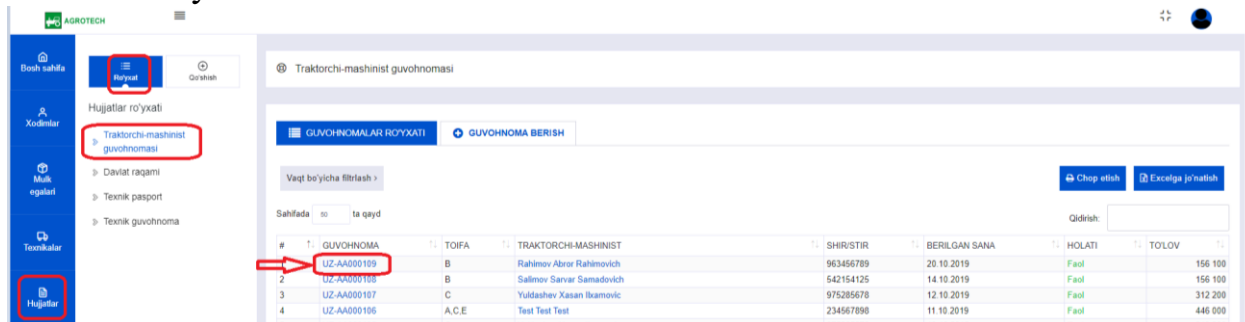 AGROTECH
Bosh sahifa
Xodimlar
Mulk egalari
Texnikalar
Hujjatlar
Ro'yxat
Qo'shish
Hujjatlar ro'yxati
Traktorchi-mashinist guvohnomasi
Davlat raqami
Texnik pasport
Texnik guvohnoma
Traktorchi-mashinist guvohnomasi
GUVOHNOMALAR RO'YXATI
GUVOHNOMA BERISH
Vaqt bo'yicha filtrlash ›
Chop etish
Excelga jo'natish
Sahifada 50 ta qayd
Qidirish:
# GUVOHNOMA TOIFA TRAKTORCHI-MASHINIST SHIR/STIR BERILGAN SANA HOLATI TO'LOV
1 UZ-AA000109 B Rahimov Abror Rahimovich 963456789 20.10.2019 Faol 156 100
2 UZ-AA000108 B Salimov Sarvar Samadovich 542154125 14.10.2019 Faol 156 100
3 UZ-AA000107 C Yuldashev Xasan Ilxamovic 975285678 12.10.2019 Faol 312 200
4 UZ-AA000106 A,C,E Test Test Test 234567898 11.10.2019 Faol 446 000